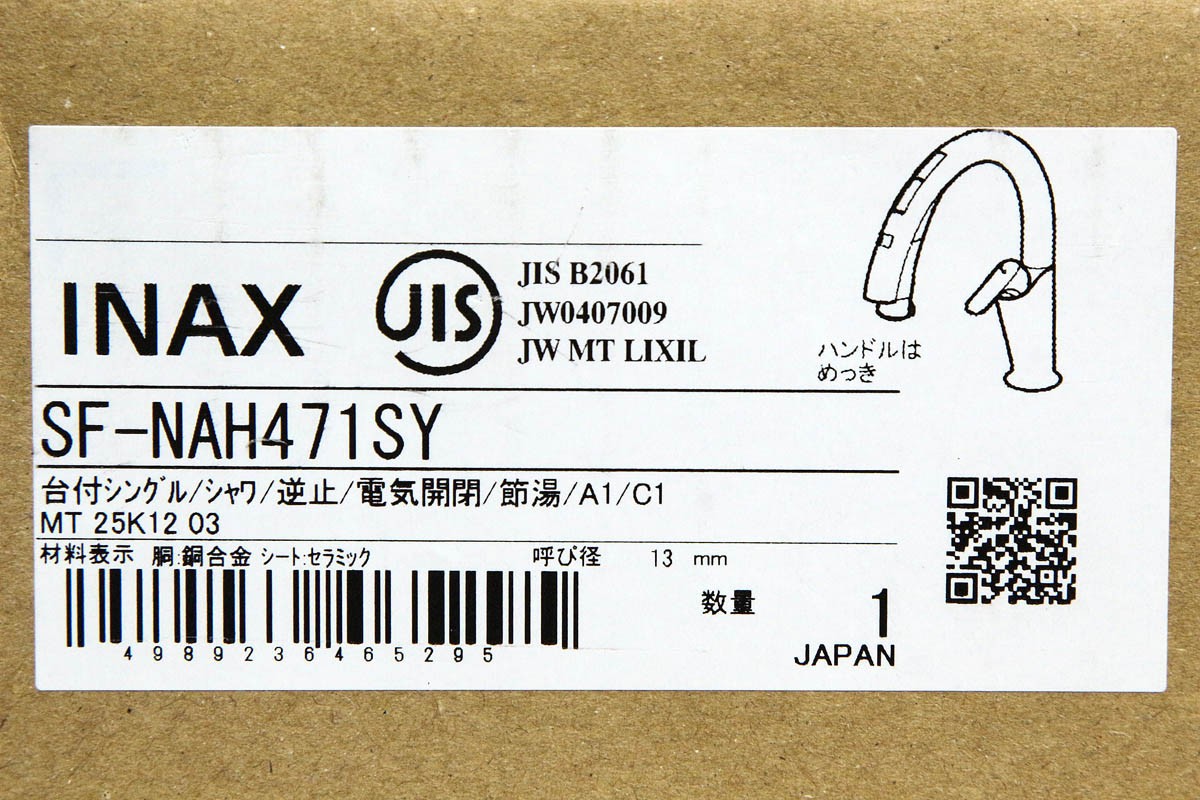 INAX
JIS
JIS B2061
JW0407009
JW MT LIXIL
ハンドルは
めっき
SF-NAH471SY
台付シングル/シャワ/逆止/電気開閉/節湯/A1/C1
MT 25K12 03
材料表示 胴:銅合金 シート:セラミック 呼び径 13 mm
4989236465295
数量 1
JAPAN